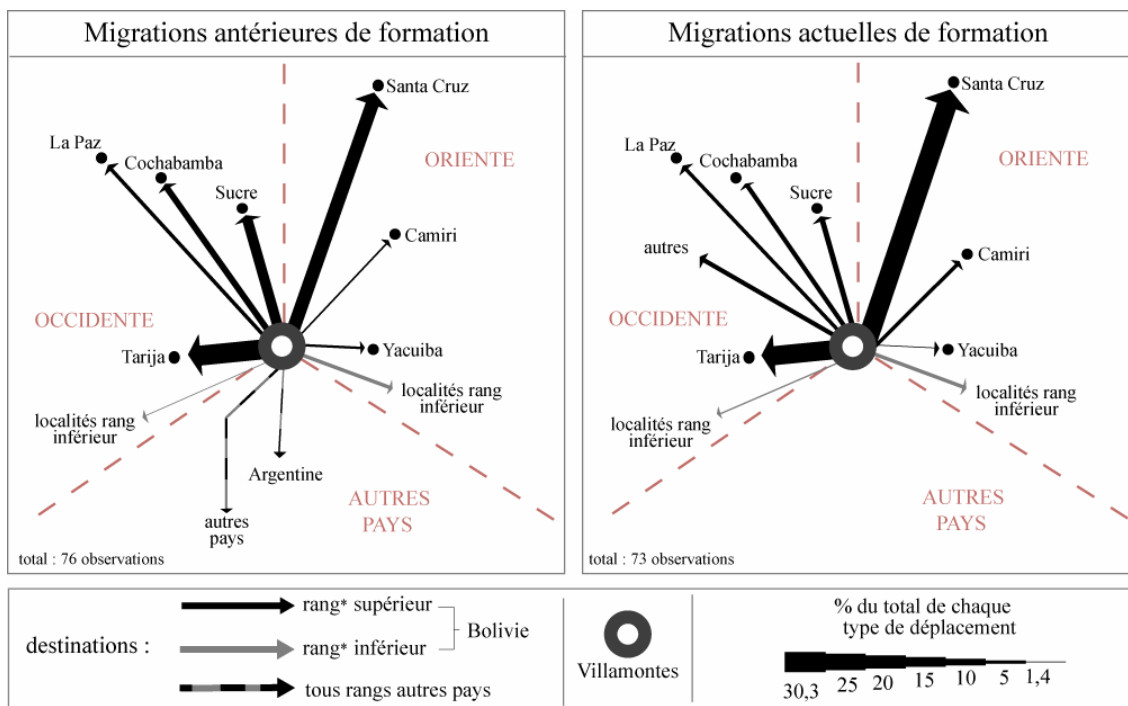 Migrations antérieures de formation
Santa Cruz
La Paz
Cochabamba
ORIENTE
Sucre
Camiri
OCCIDENTE
Tarija
Yacuiba
localités rang
inférieur
localités rang
inférieur
Argentine
autres
pays
AUTRES
PAYS
total : 76 observations
Migrations actuelles de formation
Santa Cruz
La Paz
Cochabamba
ORIENTE
Sucre
autres
Camiri
OCCIDENTE
Tarija
Yacuiba
localités rang
inférieur
localités rang
inférieur
AUTRES
PAYS
total : 73 observations
destinations :
rang* supérieur
rang* inférieur
Bolivie
tous rangs autres pays
Villamontes
% du total de chaque
type de déplacement
30,3 25 20 15 10 5 1,4